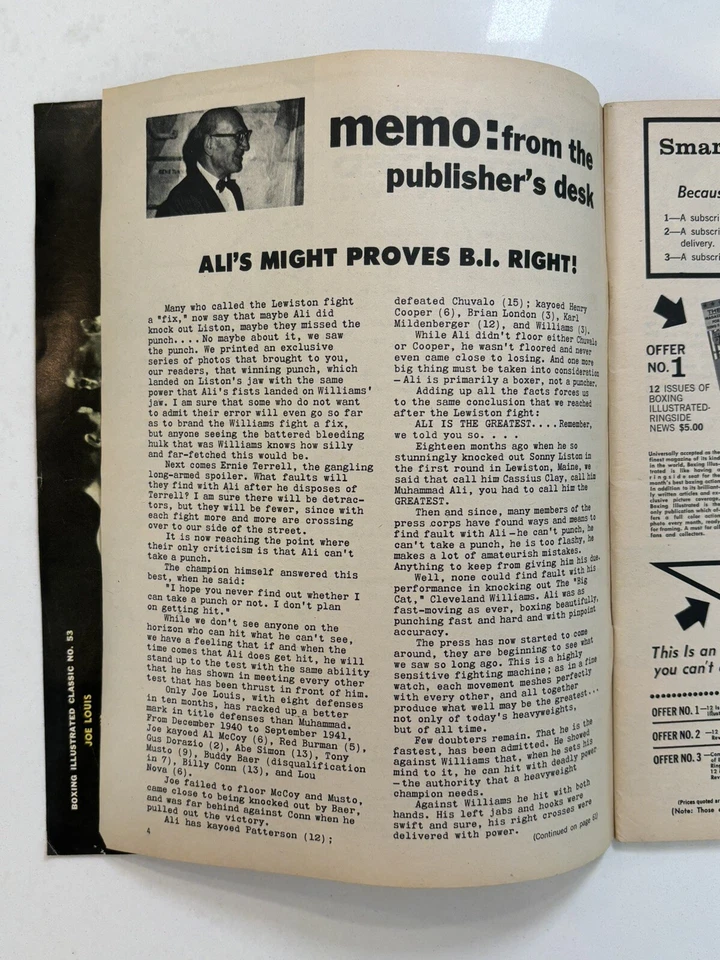 memo: from the
publisher's desk
ALI'S MIGHT PROVES B.I. RIGHT!
Many who called the Lewiston fight
a "fix," now say that maybe Ali did
knock out Liston, maybe they missed the
punch.... No maybe about it, we saw
the punch. We printed an exclusive
series of photos that brought to you,
our readers, that winning punch, which
landed on Liston's jaw with the same
power that Ali's fists landed on Williams'
jaw. I am sure that some who do not want
to admit their error will even go so far
as to brand the Williams fight a fix,
but anyone seeing the battered bleeding
hulk that was Williams knows how silly
and far-fetched this would be.
Next comes Ernie Terrell, the gangling
long-armed spoiler. What faults will
they find with Ali after he disposes of
Terrell? I am sure there will be detrac-
tors, but they will be fewer, since with
each fight more and more are crossing
over to our side of the street.
It is now reaching the point where
their only criticism is that Ali can't
take a punch.
The champion himself answered this
best, when he said:
"I hope you never find out whether I
can take a punch or not. I don't plan
on getting hit."
While we don't see anyone on the
horizon who can hit what he can't see,
we have a feeling that if and when the
time comes that Ali does get hit, he will
stand up to the test with the same ability
that he has shown in meeting every other
test that has been thrust in front of him.
Only Joe Louis, with eight defenses
in ten months, has racked up a better
mark in title defenses than Muhammad.
From December 1940 to September 1941,
Joe kayoed Al McCoy (6), Red Burman (5),
Gus Dorazio (2), Abe Simon (13), Tony
Musto (9), Buddy Baer (disqualification
in 7), Billy Conn (13), and Lou
Nova (6).
Joe failed to floor McCoy and Musto,
came close to being knocked out by Baer,
and was far behind against Conn when he
pulled out the victory.
Ali has kayoed Patterson (12);
4
defeated Chuvalo (15); kayoed Henry
Cooper (6), Brian London (3), Karl
Mildenberger (12), and Williams (3).
While Ali didn't floor either Chuvalo
or Cooper, he wasn't floored and never
even came close to losing. And one more
big thing must be taken into consideration
—Ali is primarily a boxer, not a puncher.
Adding up all the facts forces us
to the same conclusion that we reached
after the Lewiston fight:
ALI IS THE GREATEST.... Remember,
we told you so. . . .
Eighteen months ago when he so
stunningly knocked out Sonny Liston in
the first round in Lewiston, Maine, we
said that call him Cassius Clay, call him
Muhammad Ali, you had to call him the
GREATEST.
Then and since, many members of the
press corps have found ways and means to
find fault with Ali—he can't punch, he
can't take a punch, he is too flashy, he
makes a lot of amateurish mistakes.
Anything to keep from giving him his due.
Well, none could find fault with his
performance in knocking out The "Big
Cat," Cleveland Williams. Ali was as
fast-moving as ever, boxing beautifully,
punching fast and hard and with pinpoint
accuracy.
The press has now started to come
around, they are beginning to see what
we saw so long ago. This is a highly
sensitive fighting machine; as in a fine
watch, each movement meshes perfectly
with every other, and all together
produce what well may be the greatest...
not only of today's heavyweights,
but of all time.
Few doubters remain. That he is the
fastest, has been admitted. He showed
against Williams that, when he sets his
mind to it, he can hit with deadly power
—the authority that a heavyweight
champion needs.
Against Williams he hit with both
hands. His left jabs and hooks were
swift and sure, his right crosses were
delivered with power.
(Continued on page 62)
BOXING ILLUSTRATED CLASSIC NO. 53
JOE LOUIS
Smar
Becaus
1—A subscri
2—A subscri
delivery.
3—A subscri
OFFER
NO. 1
12 ISSUES OF
BOXING
ILLUSTRATED-
RINGSIDE
NEWS $5.00
This Is an
you can't
OFFER NO. 1
OFFER NO. 2
OFFER NO. 3
(Prices quoted
(Note: Those